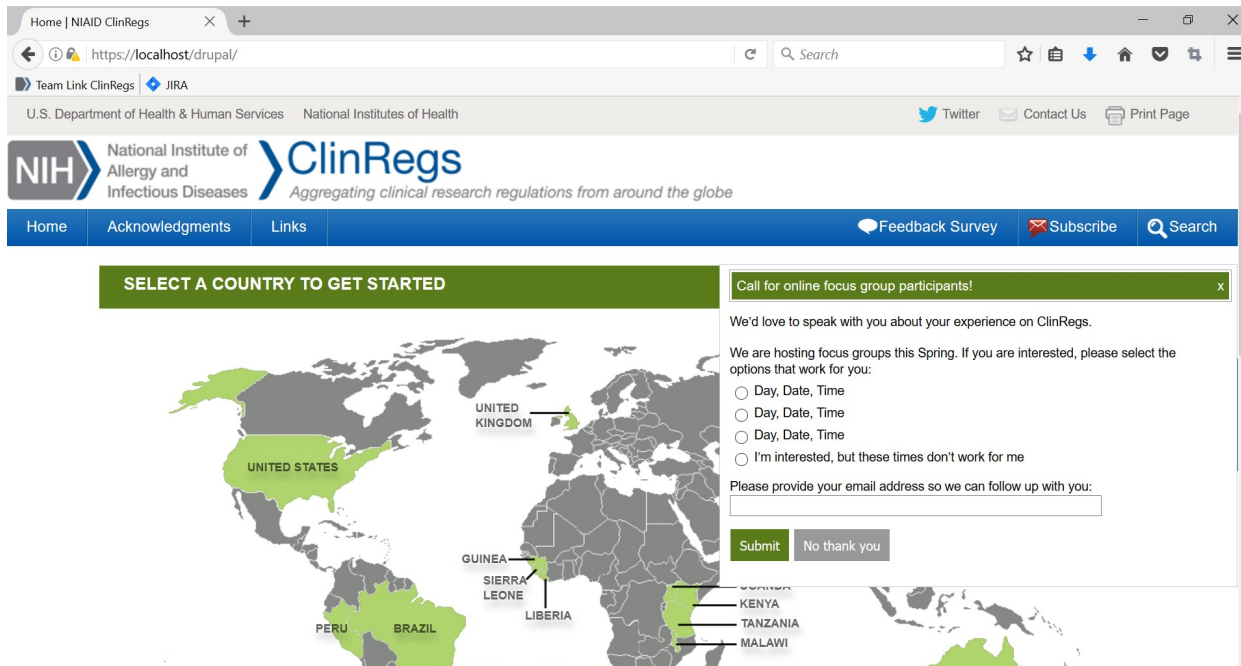 Home | NIAID ClinRegs
https://localhost/drupal/
Search
Team Link ClinRegs
JIRA
U.S. Department of Health & Human Services
National Institutes of Health
Twitter
Contact Us
Print Page
NIH
National Institute of
Allergy and
Infectious Diseases
ClinRegs
Aggregating clinical research regulations from around the globe
Home
Acknowledgments
Links
Feedback Survey
Subscribe
Search
SELECT A COUNTRY TO GET STARTED
Call for online focus group participants!
x
We'd love to speak with you about your experience on ClinRegs.
We are hosting focus groups this Spring. If you are interested, please select the
options that work for you:
Day, Date, Time
Day, Date, Time
Day, Date, Time
I'm interested, but these times don't work for me
Please provide your email address so we can follow up with you:
Submit
No thank you
UNITED
KINGDOM
UNITED STATES
GUINEA
SIERRA
LEONE
LIBERIA
PERU
BRAZIL
UGANDA
KENYA
TANZANIA
MALAWI